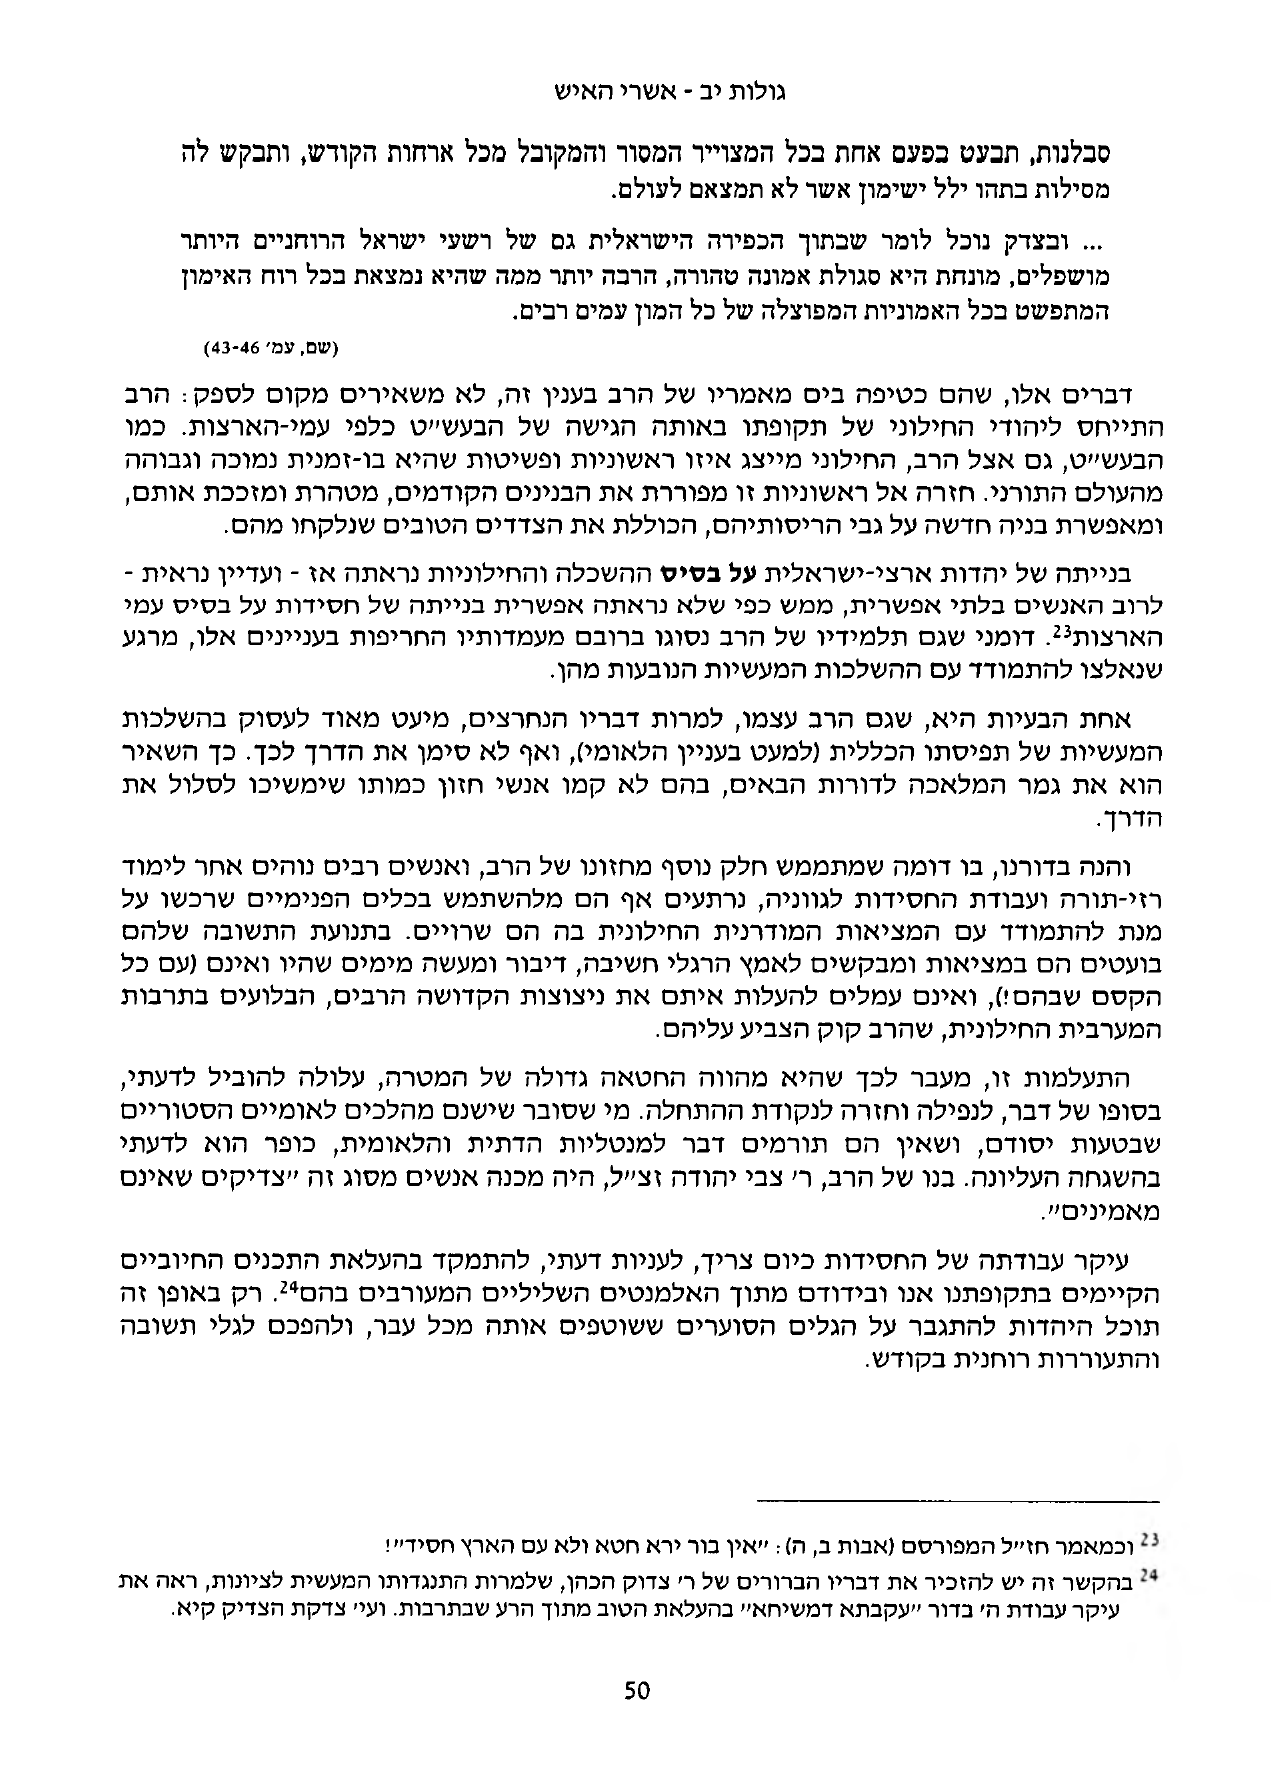 גולות יב - אשרי האיש
סבלנות, תבעט בפעם אחת בכל המצוייר המסור והמקובל מכל ארחות הקודש, ותבקש לה
מסילות בתהו ילל ישימון אשר לא תמצאם לעולם.
... ובצדק נוכל לומר שבתוך הכפירה הישראלית גם של רשעי ישראל הרוחניים היותר
מושפלים, מונחת היא סגולת אמונה טהורה, הרבה יותר ממה שהיא נמצאת בכל רוח האימון
המתפשט בכל האמוניות המפוצלה של כל המון עמים רבים.
(שם, עמ' 43-46)
דברים אלו, שהם כטיפה בים מאמריו של הרב בענין זה, לא משאירים מקום לספק: הרב
התייחס ליהודי החילוני של תקופתו באותה הגישה של הבעש״ט כלפי עמי-הארצות. כמו
הבעש״ט, גם אצל הרב, החילוני מייצג איזו ראשוניות ופשיטות שהיא בו-זמנית נמוכה וגבוהה
מהעולם התורני. חזרה אל ראשוניות זו מפוררת את הבנינים הקודמים, מטהרת ומזככת אותם,
ומאפשרת בניה חדשה על גבי הריסותיהם, הכוללת את הצדדים הטובים שנלקחו מהם.
בנייתה של יהדות ארצי-ישראלית על בסיס ההשכלה והחילוניות נראתה אז - ועדיין נראית -
לרוב האנשים בלתי אפשרית, ממש כפי שלא נראתה אפשרית בנייתה של חסידות על בסיס עמי
הארצות23. דומני שגם תלמידיו של הרב נסוגו ברובם מעמדותיו החריפות בעניינים אלו, מרגע
שנאלצו להתמודד עם ההשלכות המעשיות הנובעות מהן.
אחת הבעיות היא, שגם הרב עצמו, למרות דבריו הנחרצים, מיעט מאוד לעסוק בהשלכות
המעשיות של תפיסתו הכללית (למעט בעניין הלאומי), ואף לא סימן את הדרך לכך. כך השאיר
הוא את גמר המלאכה לדורות הבאים, בהם לא קמו אנשי חזון כמותו שימשיכו לסלול את
הדרך.
והנה בדורנו, בו דומה שמתממש חלק נוסף מחזונו של הרב, ואנשים רבים נוהים אחר לימוד
רזי-תורה ועבודת החסידות לגווניה, נרתעים אף הם מלהשתמש בכלים הפנימיים שרכשו על
מנת להתמודד עם המציאות המודרנית החילונית בה הם שרויים. בתנועת התשובה שלהם
בועטים הם במציאות ומבקשים לאמץ הרגלי חשיבה, דיבור ומעשה מימים שהיו ואינם (עם כל
הקסם שבהם!), ואינם עמלים להעלות איתם את ניצוצות הקדושה הרבים, הבלועים בתרבות
המערבית החילונית, שהרב קוק הצביע עליהם.
התעלמות זו, מעבר לכך שהיא מהווה החטאה גדולה של המטרה, עלולה להוביל לדעתי,
בסופו של דבר, לנפילה וחזרה לנקודת ההתחלה. מי שסובר שישנם מהלכים לאומיים הסטוריים
שבטעות יסודם, ושאין הם תורמים דבר למנטליות הדתית והלאומית, כופר הוא לדעתי
בהשגחה העליונה. בנו של הרב, ר' צבי יהודה זצ״ל, היה מכנה אנשים מסוג זה ״צדיקים שאינם
מאמינים״.
עיקר עבודתה של החסידות כיום צריך, לעניות דעתי, להתמקד בהעלאת התכנים החיוביים
הקיימים בתקופתנו אנו ובידודם מתוך האלמנטים השליליים המעורבים בהם24. רק באופן זה
תוכל היהדות להתגבר על הגלים הסוערים ששוטפים אותה מכל עבר, ולהפכם לגלי תשובה
והתעוררות רוחנית בקודש.
23 וכמאמר חז״ל המפורסם (אבות ב, ה): ״אין בור ירא חטא ולא עם הארץ חסיד״!
24 בהקשר זה יש להזכיר את דבריו הברורים של ר' צדוק הכהן, שלמרות התנגדותו המעשית לציונות, ראה את
עיקר עבודת ה' בדור ״עקבתא דמשיחא״ בהעלאת הטוב מתוך הרע שבתרבות. ועי' צדקת הצדיק קיא.
50